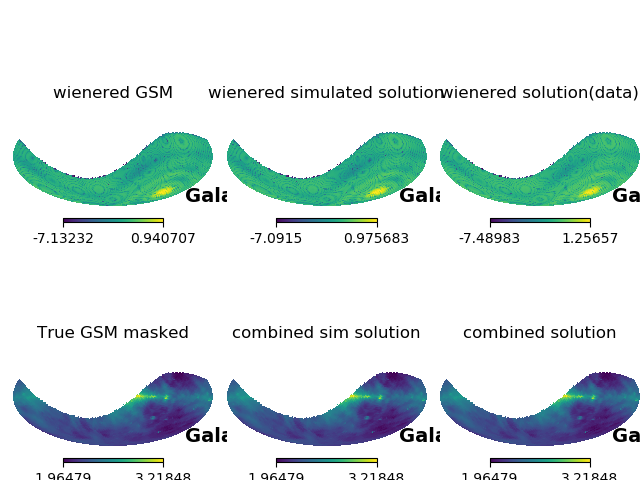 wienered GSM
wienered simulated solution
wienered solution(data)
Gala
Gala
Ga
-7.13232 0.940707
-7.0915 0.975683
-7.48983 1.25657
True GSM masked
combined sim solution
combined solution
Gala
Gala
Ga
1.96479 3.21848
1.96479 3.21848
1.96479 3.21848